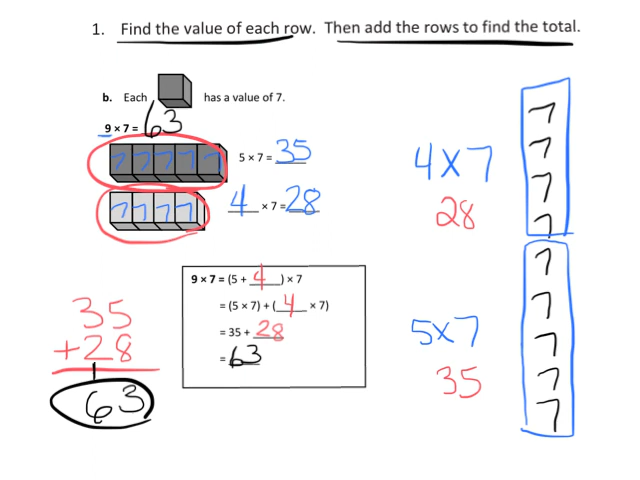 1. Find the value of each row. Then add the rows to find the total.
b. Each has a value of 7.
9 × 7 = 63
7 7 7 7 7
5 × 7 = 35
7 7 7 7
4 × 7 = 28
9 × 7 = (5 + 4) × 7
= (5 × 7) + (4 × 7)
= 35 + 28
= 63
35
+28
1
63
4x7
28
5x7
35
7
7
7
7
7
7
7
7
7